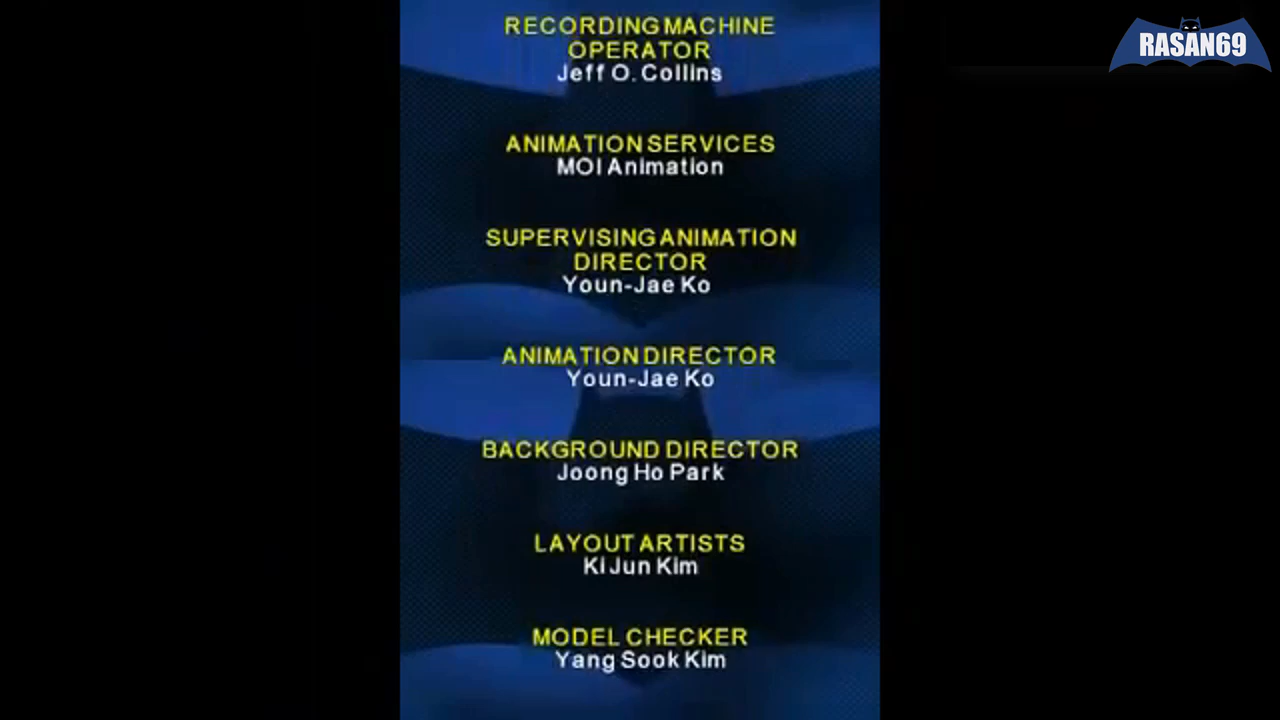 RASAN69
RECORDING MACHINE
OPERATOR
Jeff O. Collins
ANIMATION SERVICES
MOI Animation
SUPERVISING ANIMATION
DIRECTOR
Youn-Jae Ko
ANIMATION DIRECTOR
Youn-Jae Ko
BACKGROUND DIRECTOR
Joong Ho Park
LAYOUT ARTISTS
Ki Jun Kim
MODEL CHECKER
Yang Sook Kim